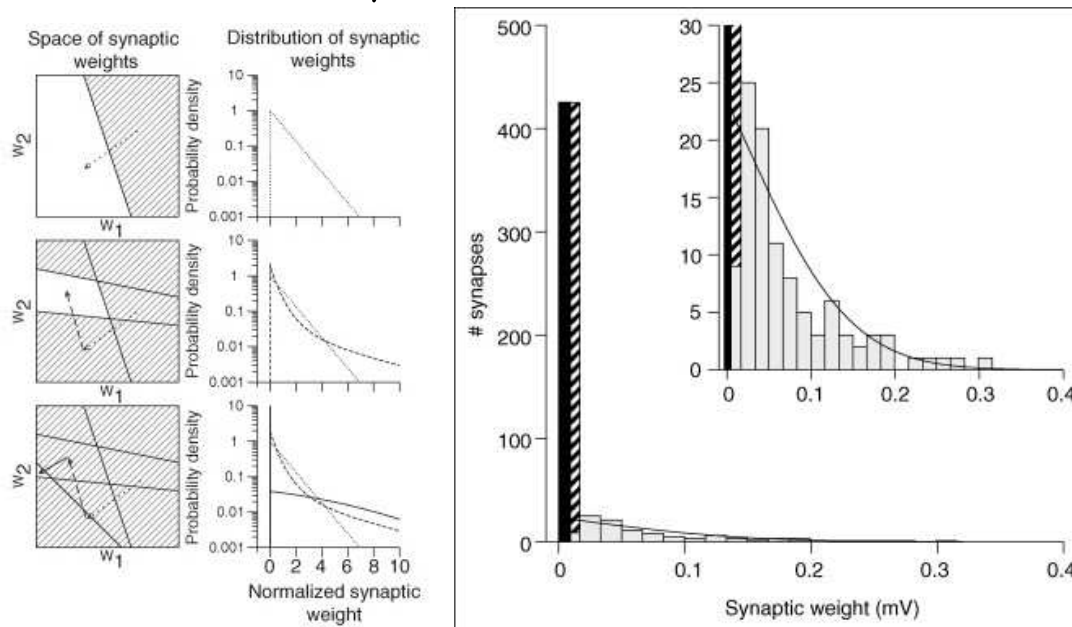 Space of synaptic
weights
Distribution of synaptic
weights
w2
w1
Probability density
10
1
0.1
0.01
0.001
w2
w1
Probability density
10
1
0.1
0.01
0.001
w2
w1
Probability density
10
1
0.1
0.01
0.001
0 2 4 6 8 10
Normalized synaptic
weight
# synapses
500
400
300
200
100
0
0 0.1 0.2 0.3 0.4
Synaptic weight (mV)
30
25
20
15
10
5
0
0 0.1 0.2 0.3 0.4